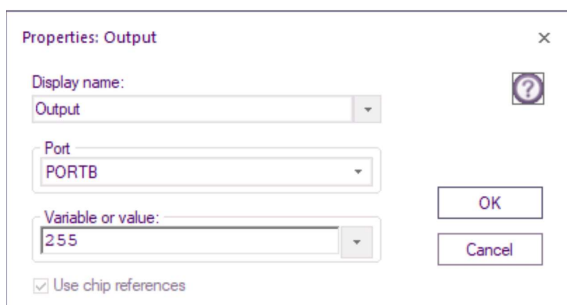 Properties: Output
Display name:
Output
Port
PORTB
Variable or value:
255
Use chip references
OK
Cancel